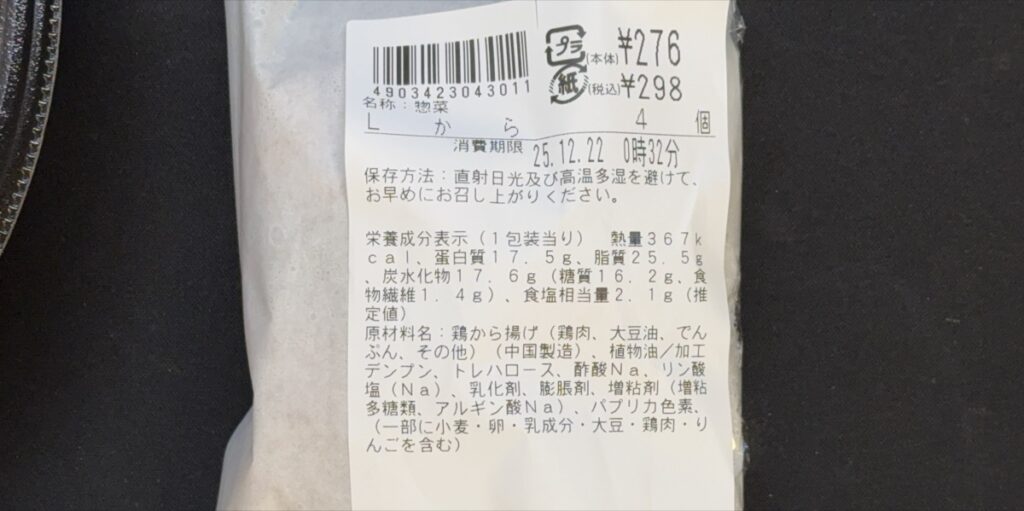 プラ
(本体)¥276
紙
(税込)¥298
4903423043011
名称：惣菜
Lから4個
消費期限 25.12.22 0時32分
保存方法：直射日光及び高温多湿を避けて、
お早めにお召し上がりください。
栄養成分表示（1包装当り） 熱量367k
cal、蛋白質17.5g、脂質25.5g
、炭水化物17.6g（糖質16.2g、食
物繊維1.4g）、食塩相当量2.1g（推
定値）
原材料名：鶏から揚げ（鶏肉、大豆油、でん
ぷん、その他）（中国製造）、植物油／加工
デンプン、トレハロース、酢酸Na、リン酸
塩（Na）、乳化剤、膨脹剤、増粘剤（増粘
多糖類、アルギン酸Na）、パプリカ色素、
（一部に小麦・卵・乳成分・大豆・鶏肉・り
んごを含む）